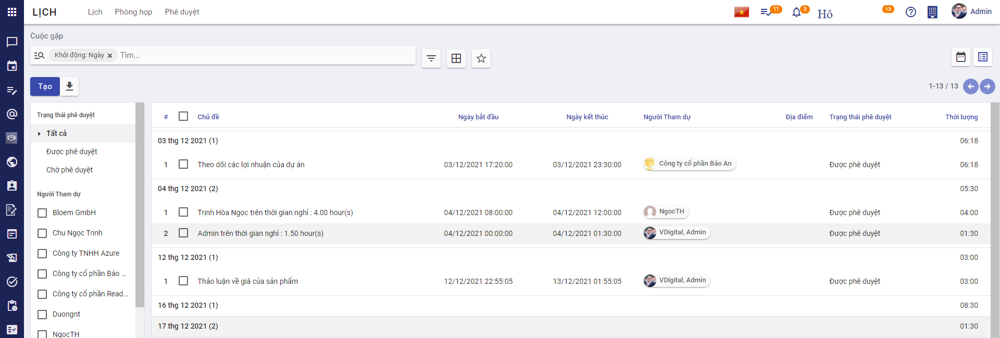 LỊCH Lịch Phòng họp Phê duyệt 11 3 Hô 13 Admin
Cuộc gặp
Khởi động: Ngày Tìm...
Tạo 1-13 / 13
Trạng thái phê duyệt
Tất cả
Được phê duyệt
Chờ phê duyệt
Người Tham dự
Bloem GmbH
Chu Ngọc Trinh
Công ty TNHH Azure
Công ty cổ phần Bảo ...
Công ty cổ phần Read...
Duongnt
NgocTH
# Chủ đề Ngày bắt đầu Ngày kết thúc Người Tham dự Địa điểm Trạng thái phê duyệt Thời lượng
03 thg 12 2021 (1) 06:18
1 Theo dõi các lợi nhuận của dự án 03/12/2021 17:20:00 03/12/2021 23:30:00 Công ty cổ phần Bảo An Được phê duyệt 06:18
04 thg 12 2021 (2) 05:30
1 Trịnh Hòa Ngọc trên thời gian nghỉ : 4.00 hour(s) 04/12/2021 08:00:00 04/12/2021 12:00:00 NgocTH Được phê duyệt 04:00
2 Admin trên thời gian nghỉ : 1.50 hour(s) 04/12/2021 00:00:00 04/12/2021 01:30:00 VDigital, Admin Được phê duyệt 01:30
12 thg 12 2021 (1) 03:00
1 Thảo luận về giá của sản phẩm 12/12/2021 22:55:05 13/12/2021 01:55:05 VDigital, Admin Được phê duyệt 03:00
16 thg 12 2021 (1) 08:30
17 thg 12 2021 (2) 01:30